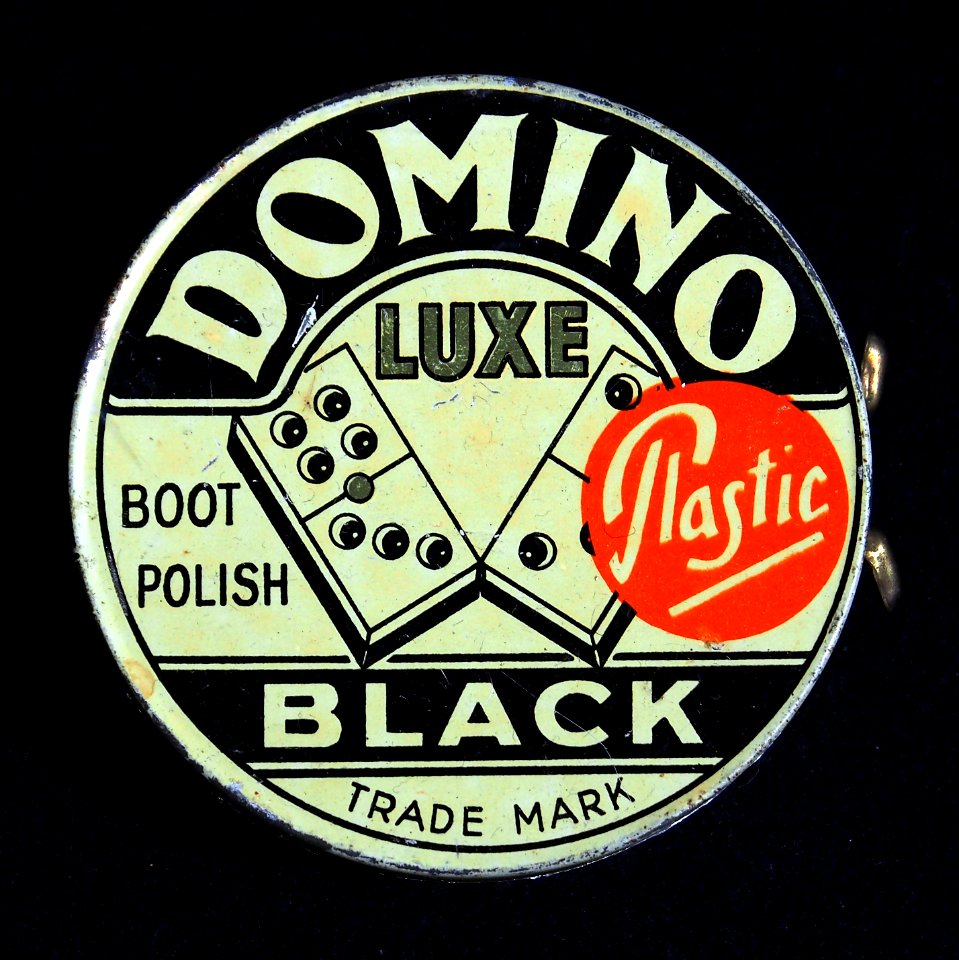 DOMINO
LUXE
Plastic
BOOT
POLISH
BLACK
TRADE MARK